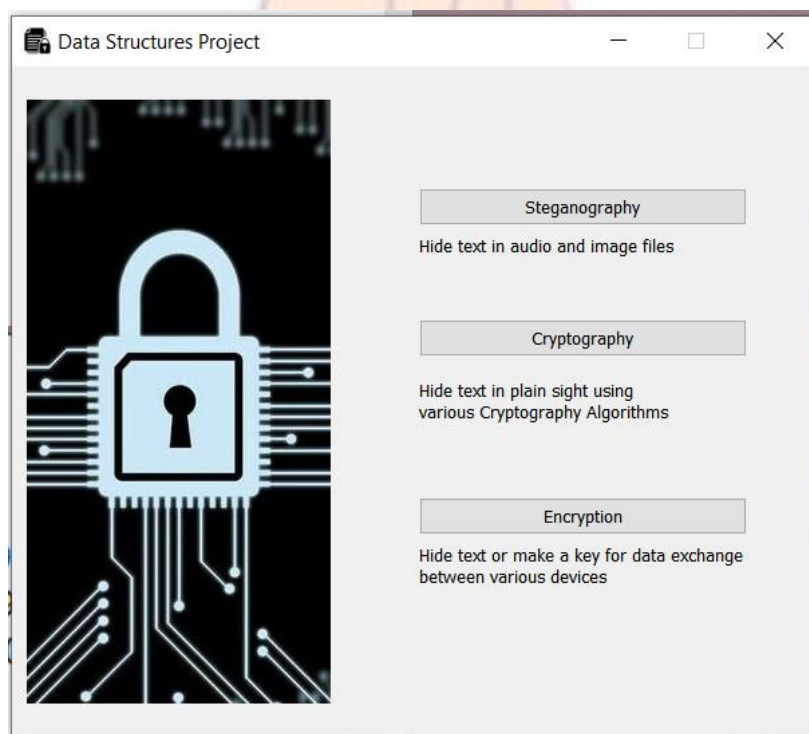 Data Structures Project
Steganography
Hide text in audio and image files
Cryptography
Hide text in plain sight using
various Cryptography Algorithms
Encryption
Hide text or make a key for data exchange
between various devices